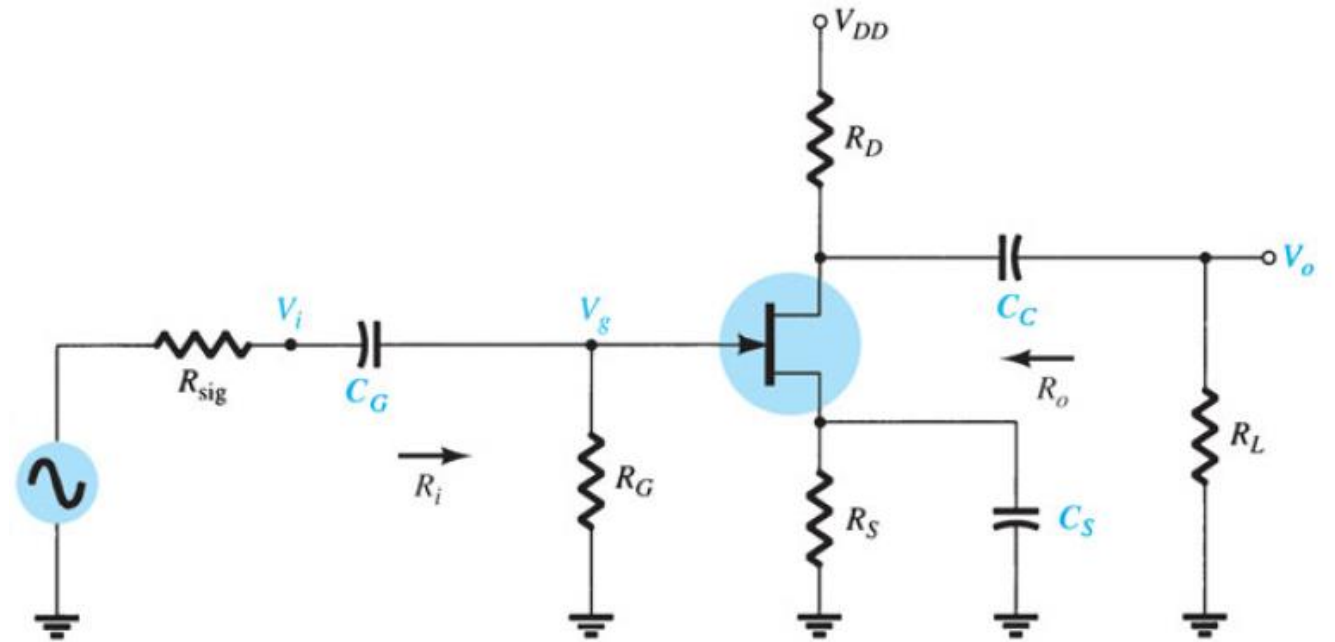 V_DD
R_D
V_o
C_C
V_i
V_g
R_sig
C_G
R_o
R_i
R_G
R_L
R_S
C_S